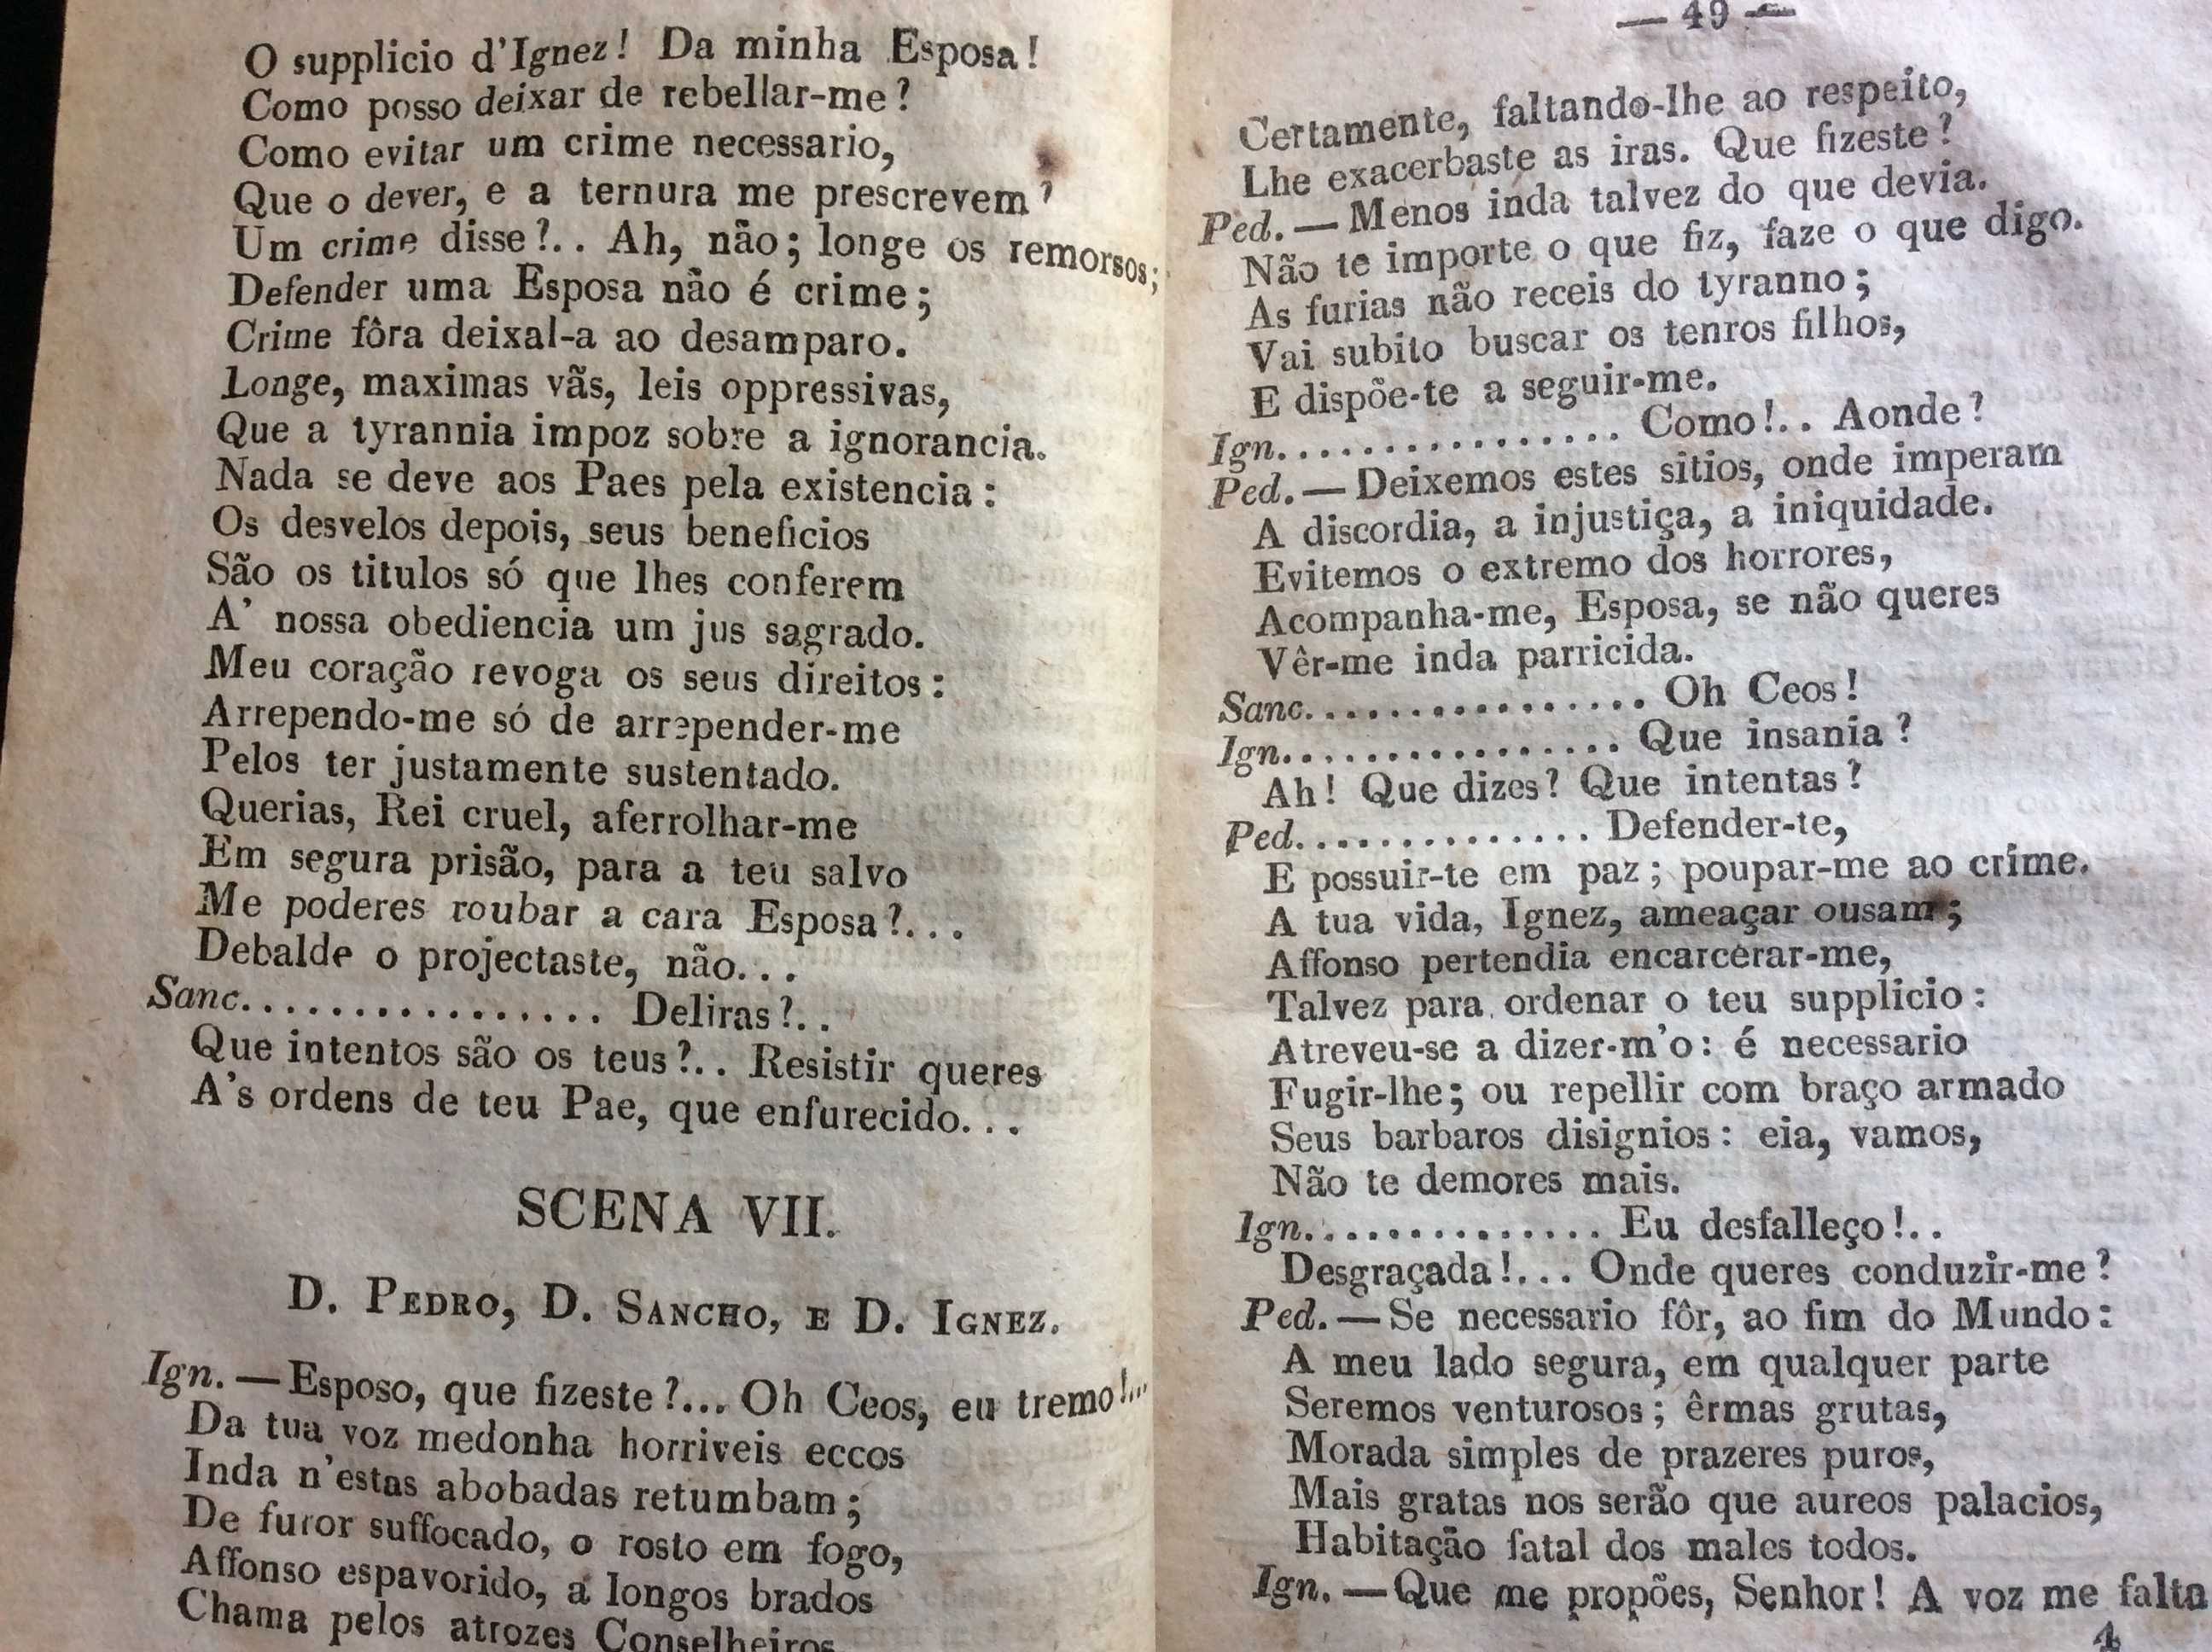 O supplicio d'Ignez! Da minha Esposa!
Como posso deixar de rebellar-me?
Como evitar um crime necessario,
Que o dever, e a ternura me prescrevem?
Um crime disse?.. Ah, não; longe os remorsos;
Defender uma Esposa não é crime;
Crime fôra deixal-a ao desamparo.
Longe, maximas vãs, leis oppressivas,
Que a tyrannia impoz sobre a ignorancia.
Nada se deve aos Paes pela existencia:
Os desvelos depois, seus beneficios
São os titulos só que lhes conferem
A' nossa obediencia um jus sagrado.
Meu coração revoga os seus direitos:
Arrependo-me só de arrepender-me
Pelos ter justamente sustentado.
Querias, Rei cruel, aferrolhar-me
Em segura prisão, para a teu salvo
Me poderes roubar a cara Esposa?...
Debalde o projectaste, não...
Sanc................. Deliras?..
Que intentos são os teus?.. Resistir queres
A's ordens de teu Pae, que enfurecido...
SCENA VII.
D. PEDRO, D. SANCHO, E D. IGNEZ.
Ign. — Esposo, que fizeste?... Oh Ceos, eu tremo!...
Da tua voz medonha horriveis eccos
Inda n'estas abobadas retumbam;
De furor suffocado, o rosto em fogo,
Affonso espavorido, a longos brados
Chama pelos atrozes Conselheiros
— 49 —
Certamente, faltando-lhe ao respeito,
Lhe exacerbaste as iras. Que fizeste?
Ped. — Menos inda talvez do que devia.
Não te importe o que fiz, faze o que digo.
As furias não receis do tyranno;
Vai subito buscar os tenros filhos,
E dispõe-te a seguir-me.
Ign................. Como!.. Aonde?
Ped. — Deixemos estes sitios, onde imperam
A discordia, a injustiça, a iniquidade.
Evitemos o extremo dos horrores,
Acompanha-me, Esposa, se não queres
Vêr-me inda parricida.
Sanc................. Oh Ceos!
Ign................. Que insania?
Ah! Que dizes? Que intentas?
Ped............... Defender-te,
E possuir-te em paz; poupar-me ao crime.
A tua vida, Ignez, ameaçar ousam;
Affonso pertendia encarcerar-me,
Talvez para ordenar o teu supplicio:
Atreveu-se a dizer-m'o: é necessario
Fugir-lhe; ou repellir com braço armado
Seus barbaros disignios: eia, vamos,
Não te demores mais.
Ign............... Eu desfalleço!..
Desgraçada!... Onde queres conduzir-me?
Ped. — Se necessario fôr, ao fim do Mundo:
A meu lado segura, em qualquer parte
Seremos venturosos; êrmas grutas,
Morada simples de prazeres puros,
Mais gratas nos serão que aureos palacios,
Habitação fatal dos males todos.
Ign. — Que me propões, Senhor! A voz me falta
4